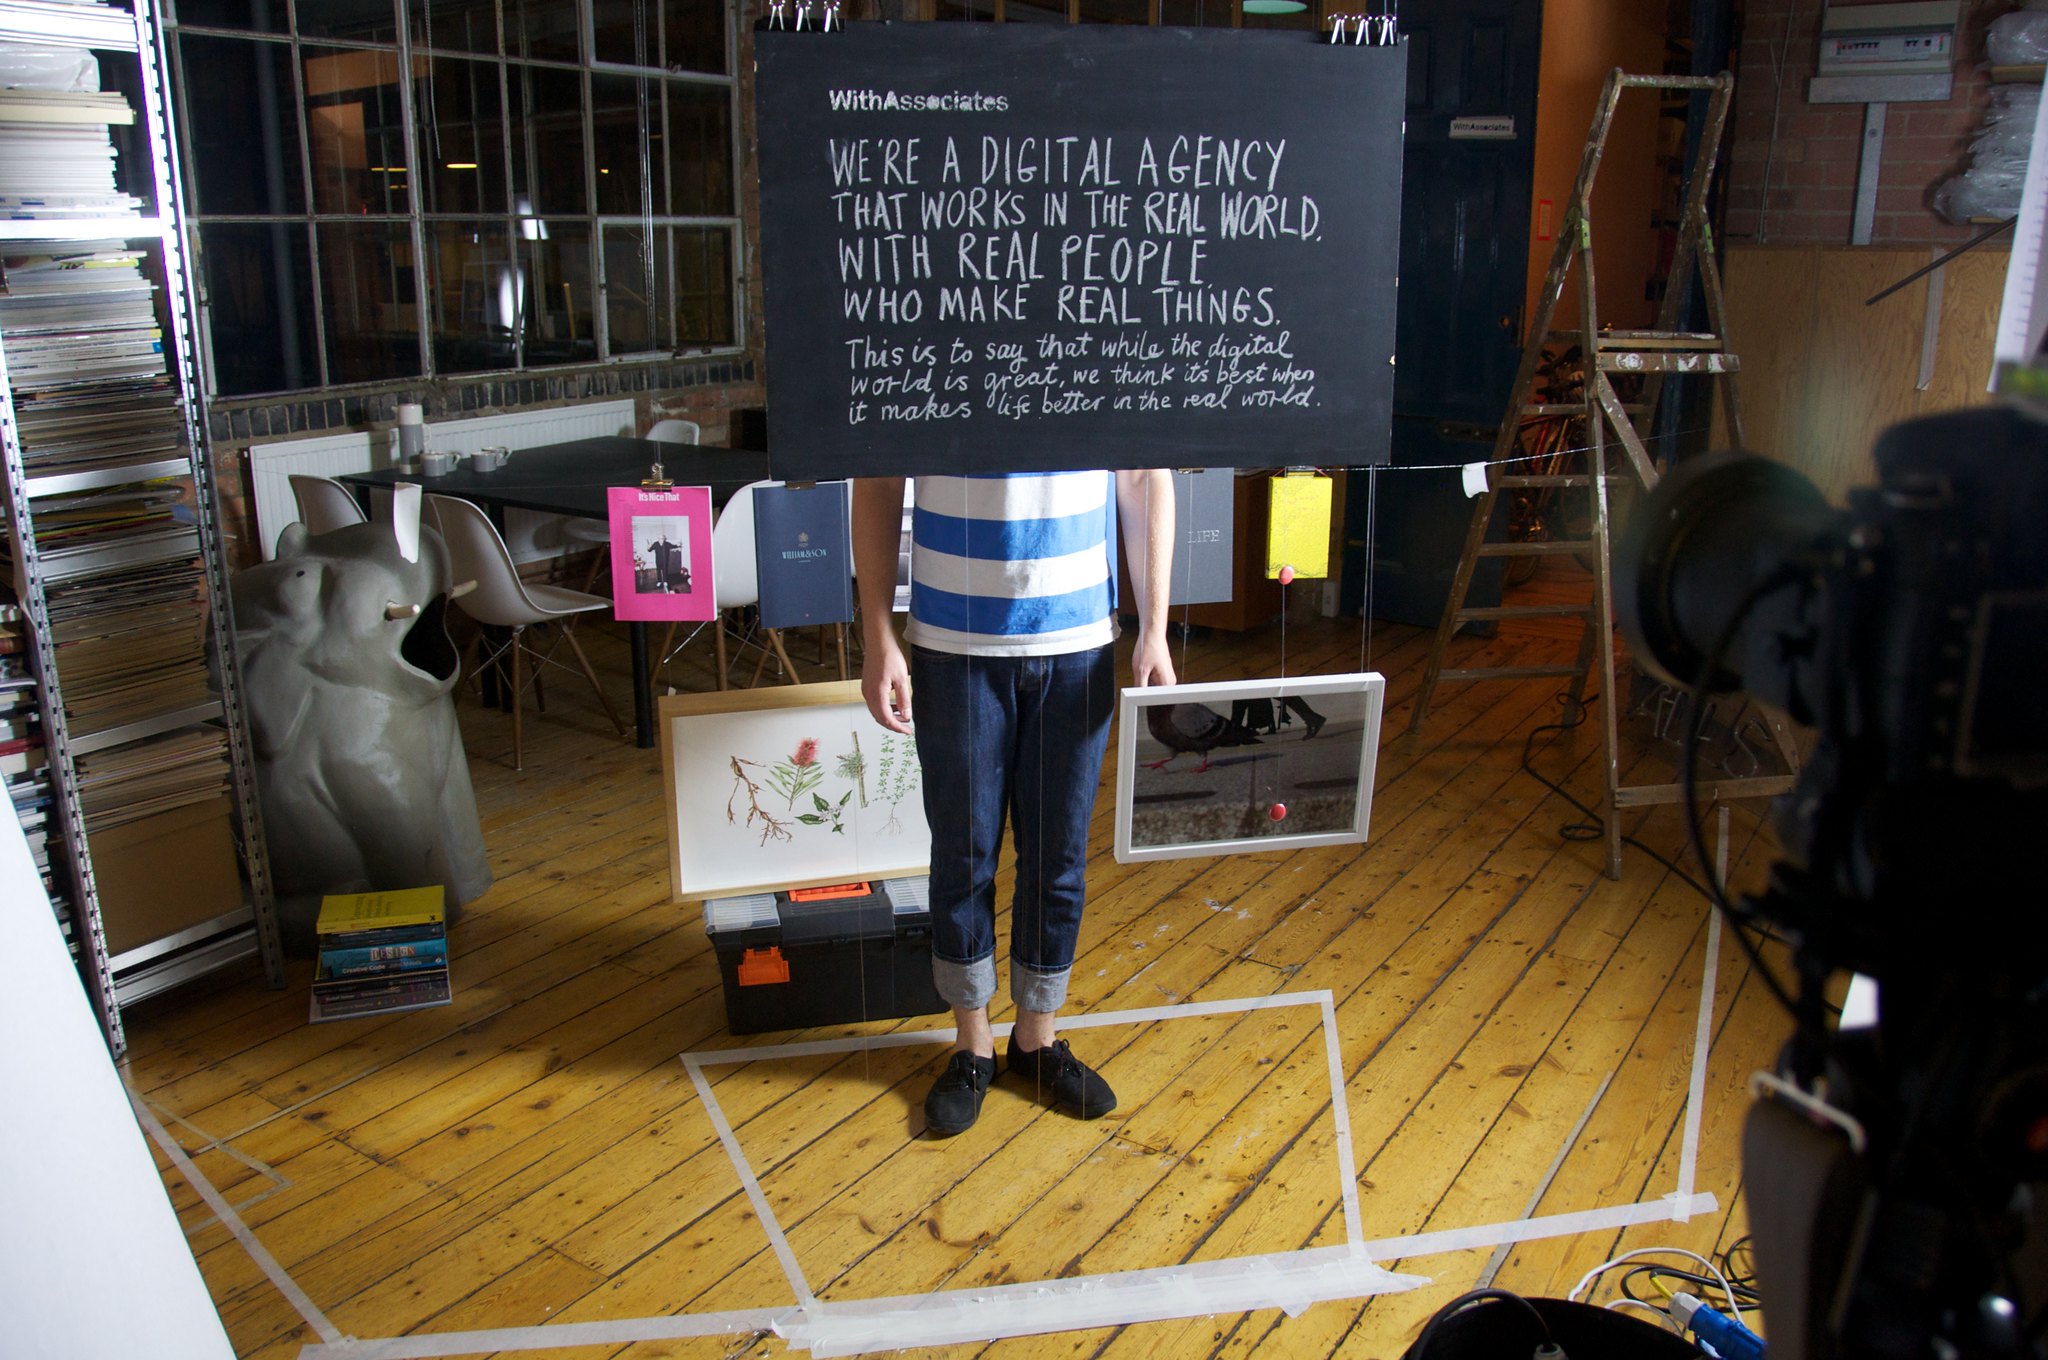 WithAssociates
WE'RE A DIGITAL AGENCY
THAT WORKS IN THE REAL WORLD.
WITH REAL PEOPLE
WHO MAKE REAL THINGS.
This is to say that while the digital
world is great, we think it's best when
it makes life better in the real world.
WithAssociates
It's Nice That
WILLIAM & SON
LIFE
DESIGN
Creative Code